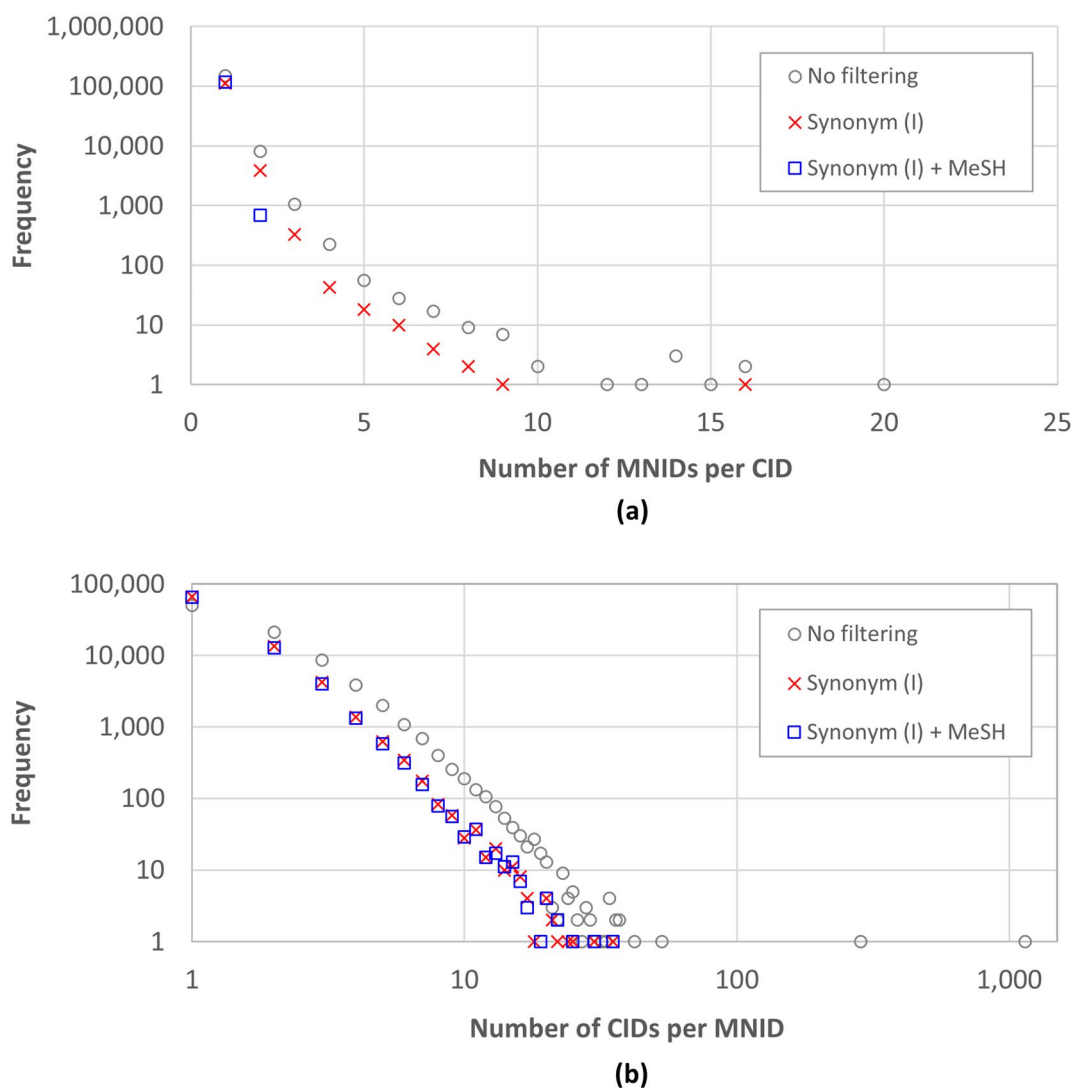 1,000,000
100,000
10,000
1,000
100
10
1
Frequency
No filtering
Synonym (I)
Synonym (I) + MeSH
0 5 10 15 20 25
Number of MNIDs per CID
(a)
100,000
10,000
1,000
100
10
1
Frequency
No filtering
Synonym (I)
Synonym (I) + MeSH
1 10 100 1,000
Number of CIDs per MNID
(b)